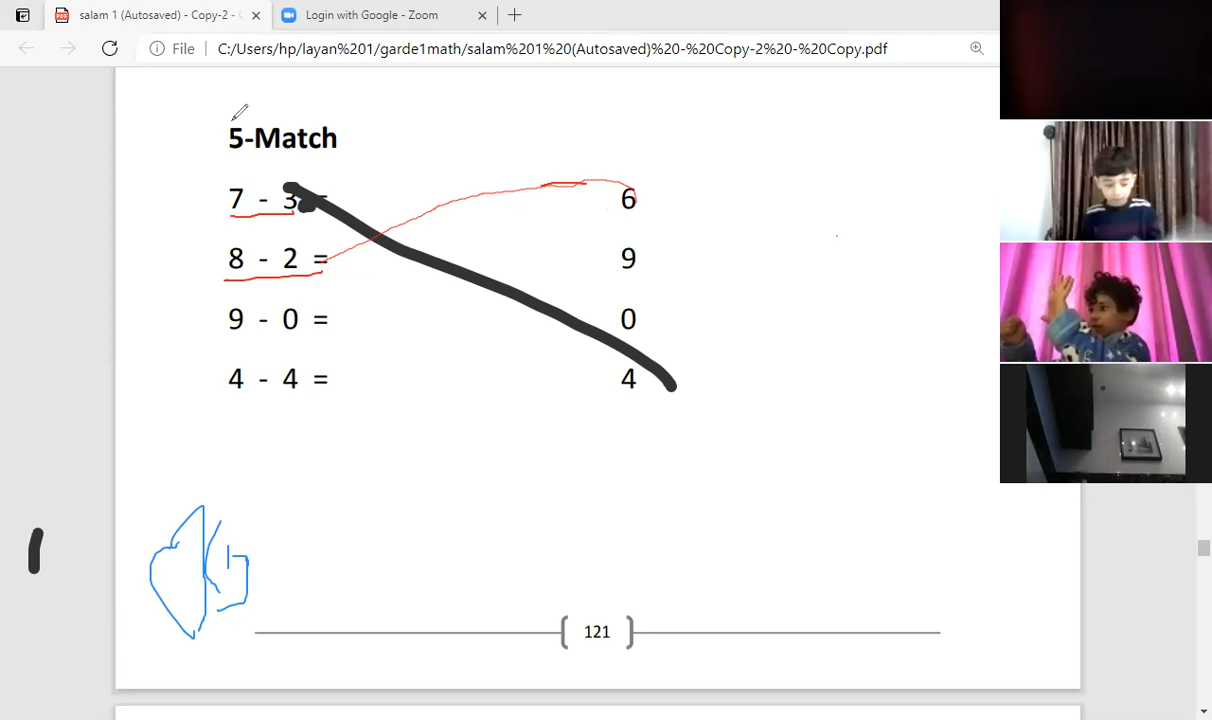 salam 1 (Autosaved) - Copy-2 - C
Login with Google - Zoom
File C:/Users/hp/layan%201/garde1math/salam%201%20(Autosaved)%20-%20Copy-2%20-%20Copy.pdf
5-Match
7 - 3 = 6
8 - 2 = 9
9 - 0 = 0
4 - 4 = 4
121